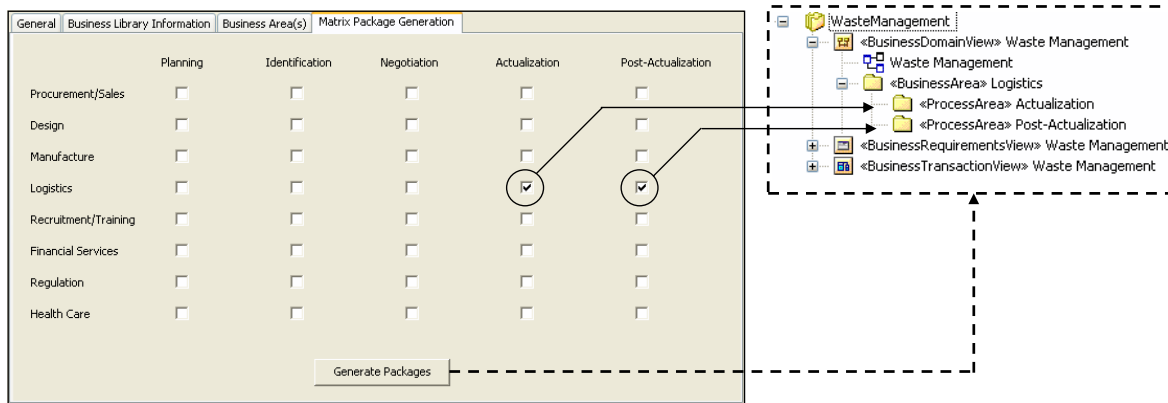 General Business Library Information Business Area(s) Matrix Package Generation
Planning Identification Negotiation Actualization Post-Actualization
Procurement/Sales
Design
Manufacture
Logistics
Recruitment/Training
Financial Services
Regulation
Health Care
Generate Packages
WasteManagement
«BusinessDomainView» Waste Management
Waste Management
«BusinessArea» Logistics
«ProcessArea» Actualization
«ProcessArea» Post-Actualization
«BusinessRequirementsView» Waste Management
«BusinessTransactionView» Waste Management